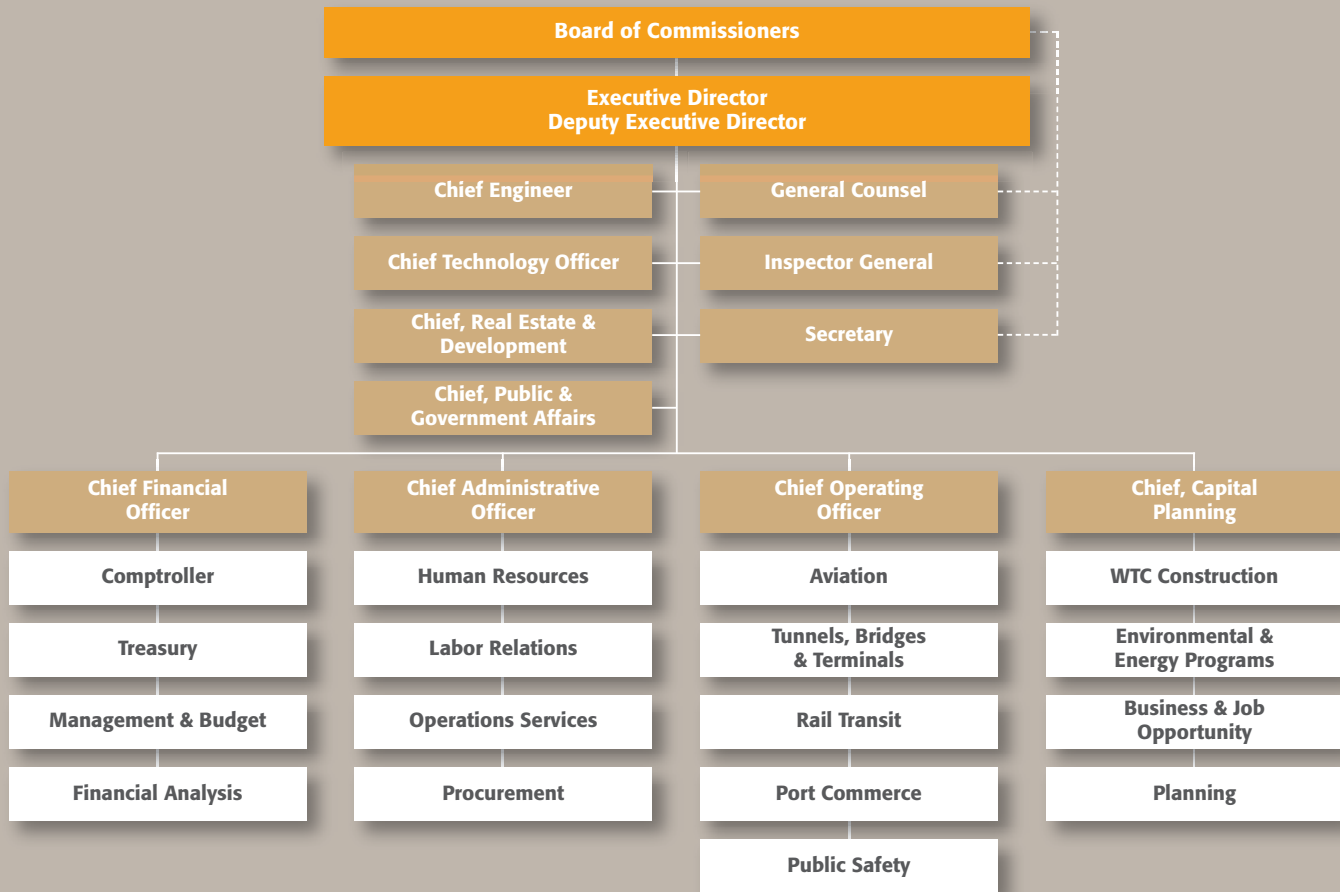 Board of Commissioners
Executive Director
Deputy Executive Director
Chief Engineer
General Counsel
Chief Technology Officer
Inspector General
Chief, Real Estate &
Development
Secretary
Chief, Public &
Government Affairs
Chief Financial
Officer
Chief Administrative
Officer
Chief Operating
Officer
Chief, Capital
Planning
Comptroller
Human Resources
Aviation
WTC Construction
Treasury
Labor Relations
Tunnels, Bridges
& Terminals
Environmental &
Energy Programs
Management & Budget
Operations Services
Rail Transit
Business & Job
Opportunity
Financial Analysis
Procurement
Port Commerce
Planning
Public Safety